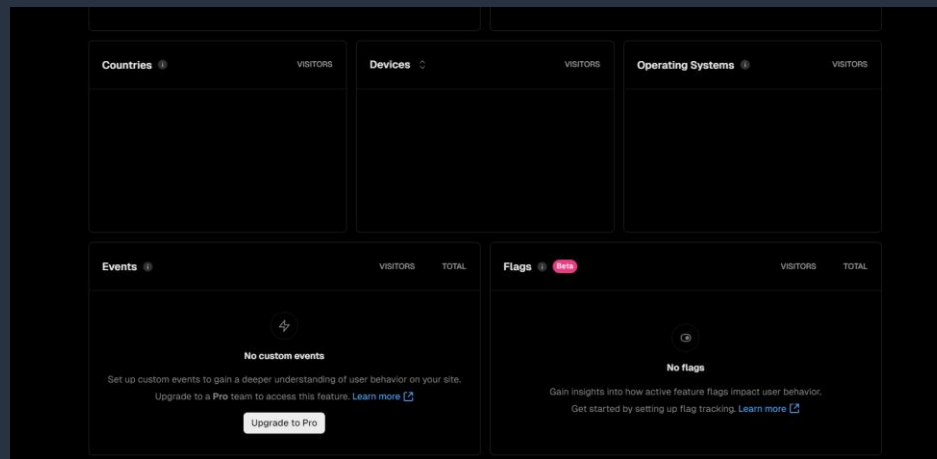 Countries VISITORS
Devices VISITORS
Operating Systems VISITORS
Events VISITORS TOTAL
No custom events
Set up custom events to gain a deeper understanding of user behavior on your site.
Upgrade to a Pro team to access this feature. Learn more
Upgrade to Pro
Flags Beta VISITORS TOTAL
No flags
Gain insights into how active feature flags impact user behavior.
Get started by setting up flag tracking. Learn more